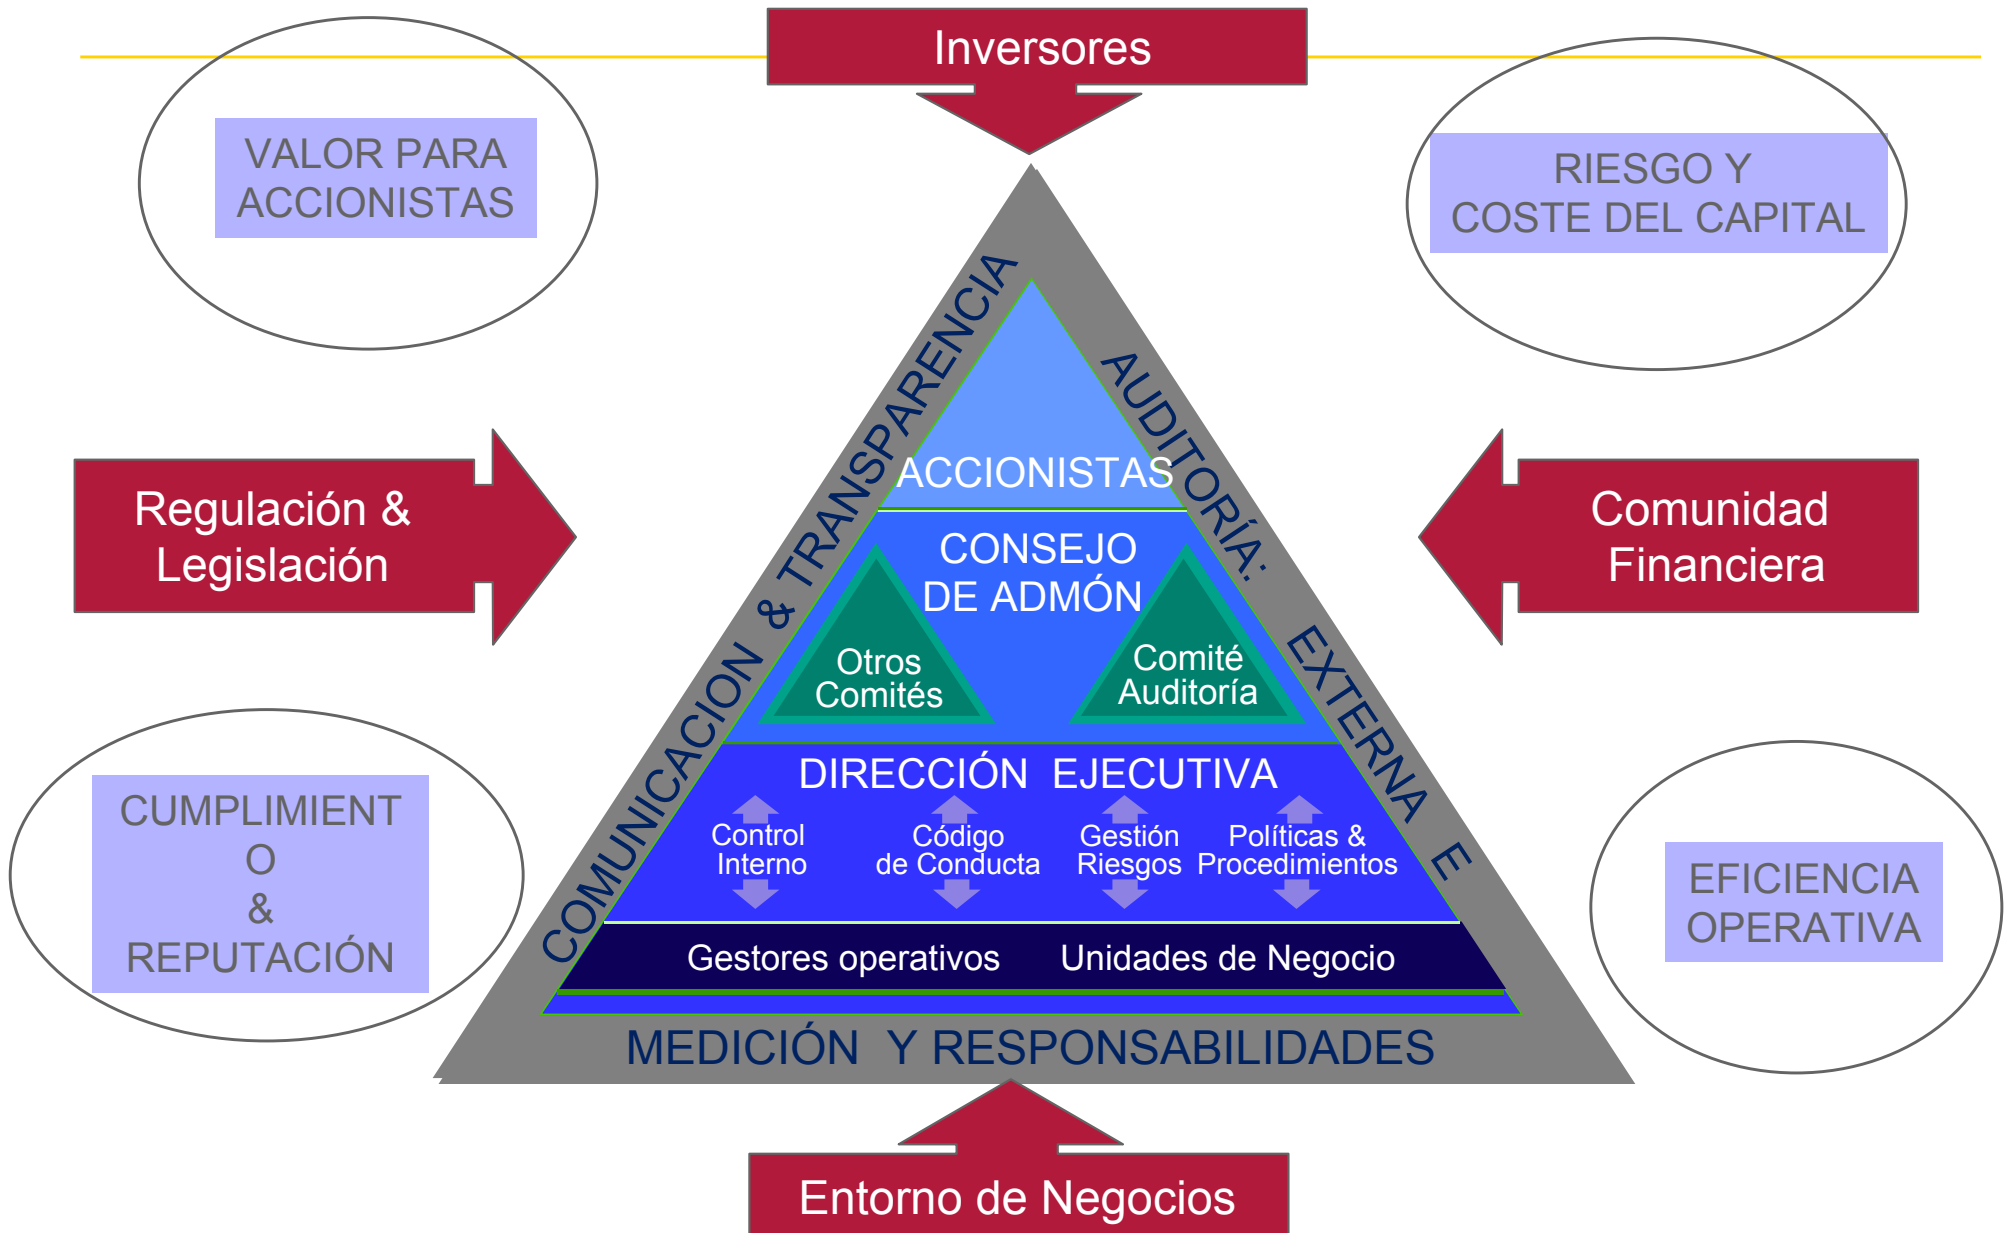 Inversores
VALOR PARA
ACCIONISTAS
RIESGO Y
COSTE DEL CAPITAL
COMUNICACION & TRANSPARENCIA
AUDITORÍA: EXTERNA E
ACCIONISTAS
Regulación &
Legislación
Comunidad
Financiera
CONSEJO
DE ADMÓN
Otros
Comités
Comité
Auditoría
DIRECCIÓN EJECUTIVA
Control
Interno
Código
de Conducta
Gestión
Riesgos
Políticas &
Procedimientos
CUMPLIMIENT
O
&
REPUTACIÓN
EFICIENCIA
OPERATIVA
Gestores operativos
Unidades de Negocio
MEDICIÓN Y RESPONSABILIDADES
Entorno de Negocios